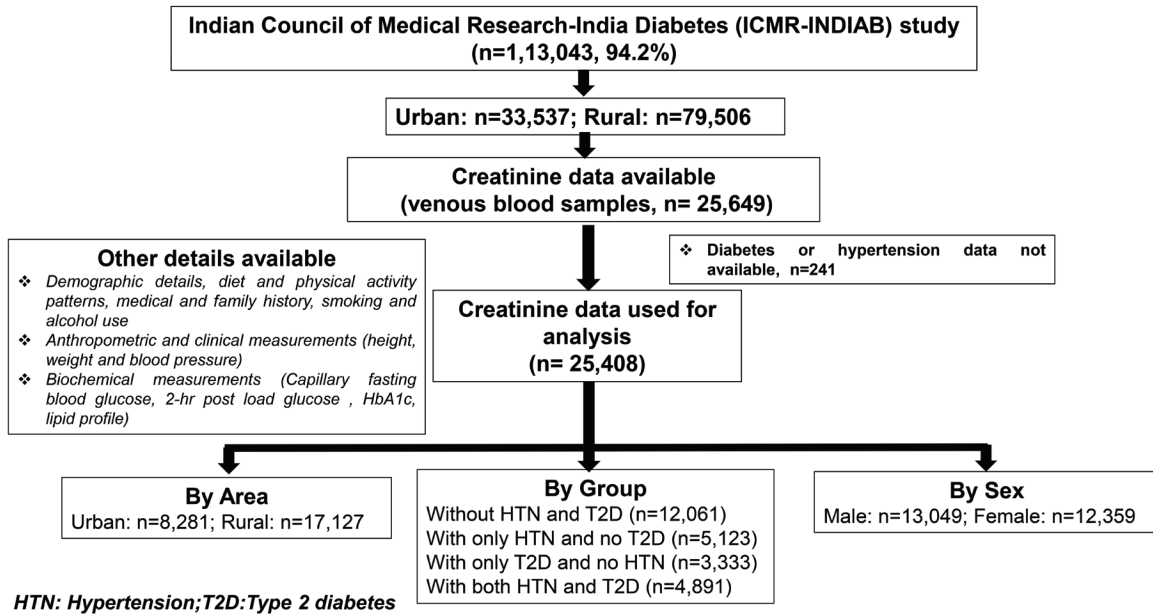 Indian Council of Medical Research-India Diabetes (ICMR-INDIAB) study
(n=1,13,043, 94.2%)
Urban: n=33,537; Rural: n=79,506
Creatinine data available
(venous blood samples, n= 25,649)
Other details available
❖ Demographic details, diet and physical activity
patterns, medical and family history, smoking and
alcohol use
❖ Anthropometric and clinical measurements (height,
weight and blood pressure)
❖ Biochemical measurements (Capillary fasting
blood glucose, 2-hr post load glucose , HbA1c,
lipid profile)
❖ Diabetes or hypertension data not
available, n=241
Creatinine data used for
analysis
(n= 25,408)
By Area
Urban: n=8,281; Rural: n=17,127
By Group
Without HTN and T2D (n=12,061)
With only HTN and no T2D (n=5,123)
With only T2D and no HTN (n=3,333)
With both HTN and T2D (n=4,891)
By Sex
Male: n=13,049; Female: n=12,359
HTN: Hypertension;T2D:Type 2 diabetes